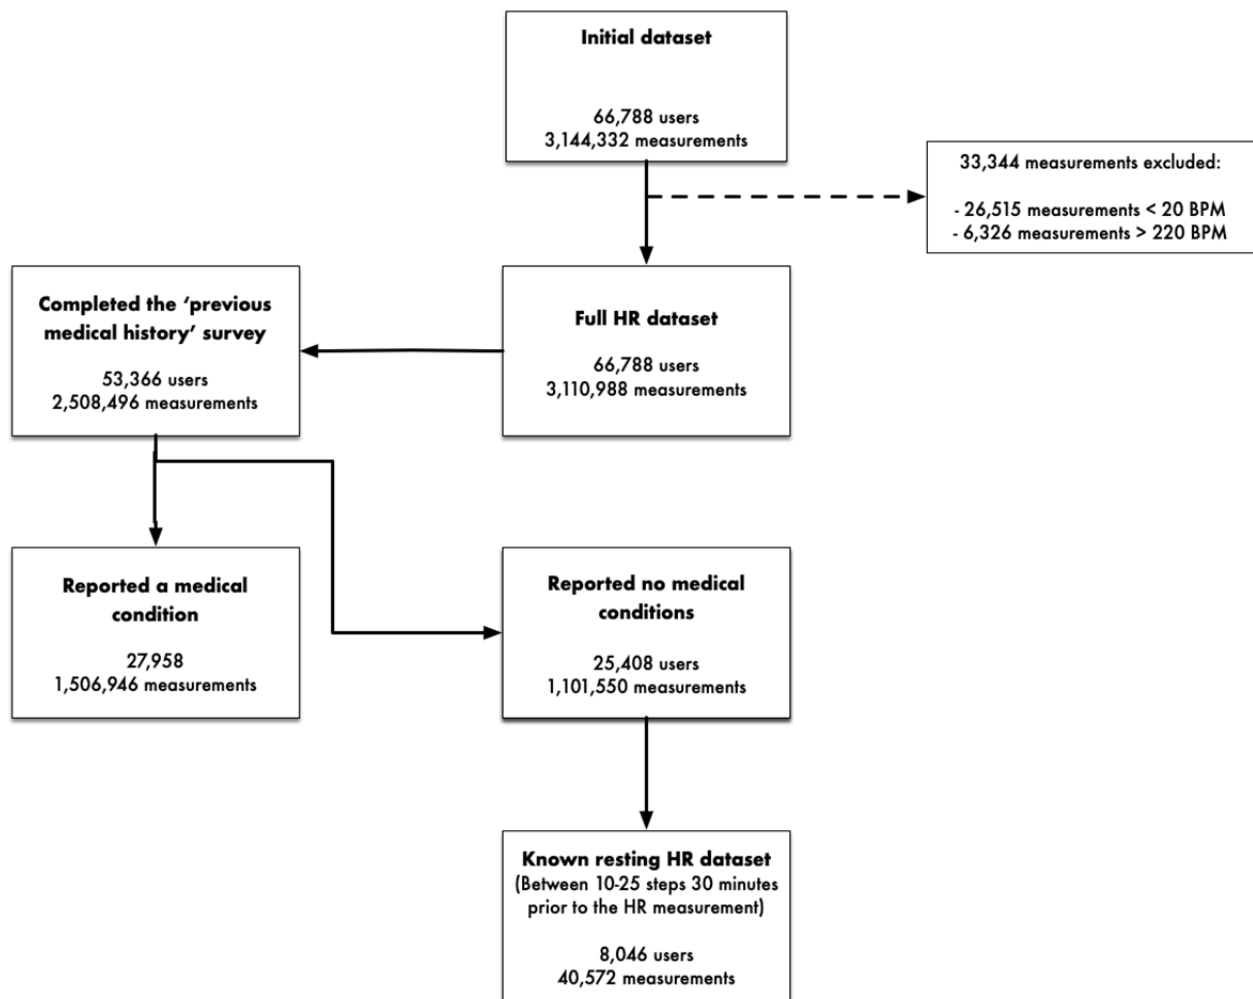 Initial dataset
66,788 users
3,144,332 measurements
33,344 measurements excluded:
- 26,515 measurements < 20 BPM
- 6,326 measurements > 220 BPM
Completed the ‘previous
medical history’ survey
53,366 users
2,508,496 measurements
Full HR dataset
66,788 users
3,110,988 measurements
Reported a medical
condition
27,958
1,506,946 measurements
Reported no medical
conditions
25,408 users
1,101,550 measurements
Known resting HR dataset
(Between 10-25 steps 30 minutes
prior to the HR measurement)
8,046 users
40,572 measurements